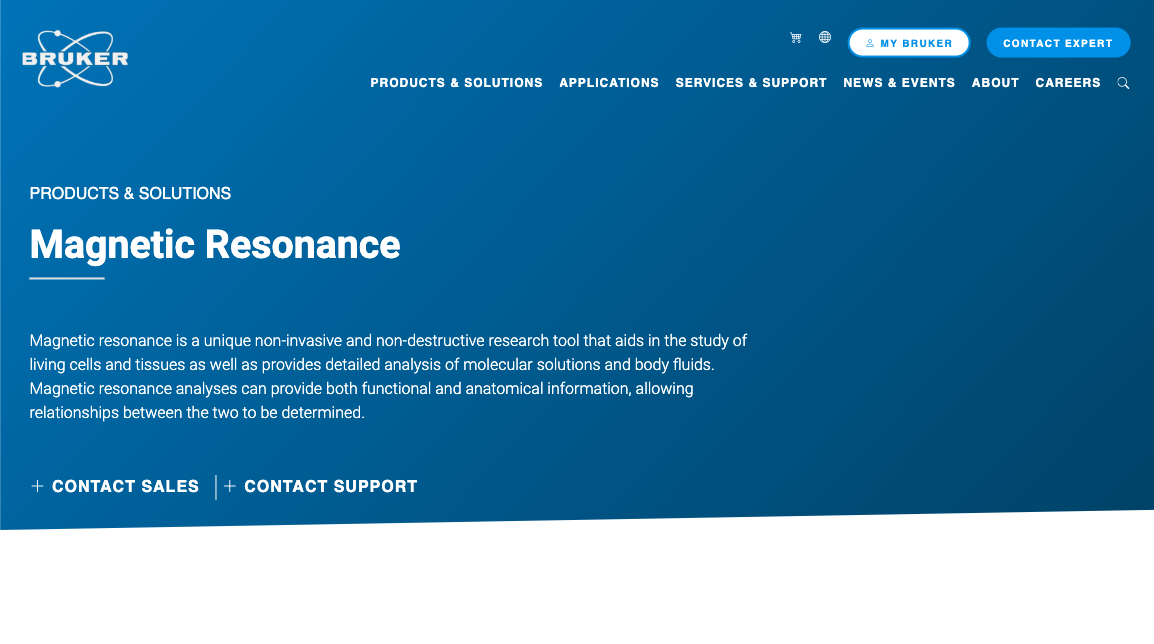 BRUKER
MY BRUKER
CONTACT EXPERT
PRODUCTS & SOLUTIONS APPLICATIONS SERVICES & SUPPORT NEWS & EVENTS ABOUT CAREERS
PRODUCTS & SOLUTIONS
Magnetic Resonance
Magnetic resonance is a unique non-invasive and non-destructive research tool that aids in the study of
living cells and tissues as well as provides detailed analysis of molecular solutions and body fluids.
Magnetic resonance analyses can provide both functional and anatomical information, allowing
relationships between the two to be determined.
+ CONTACT SALES | + CONTACT SUPPORT